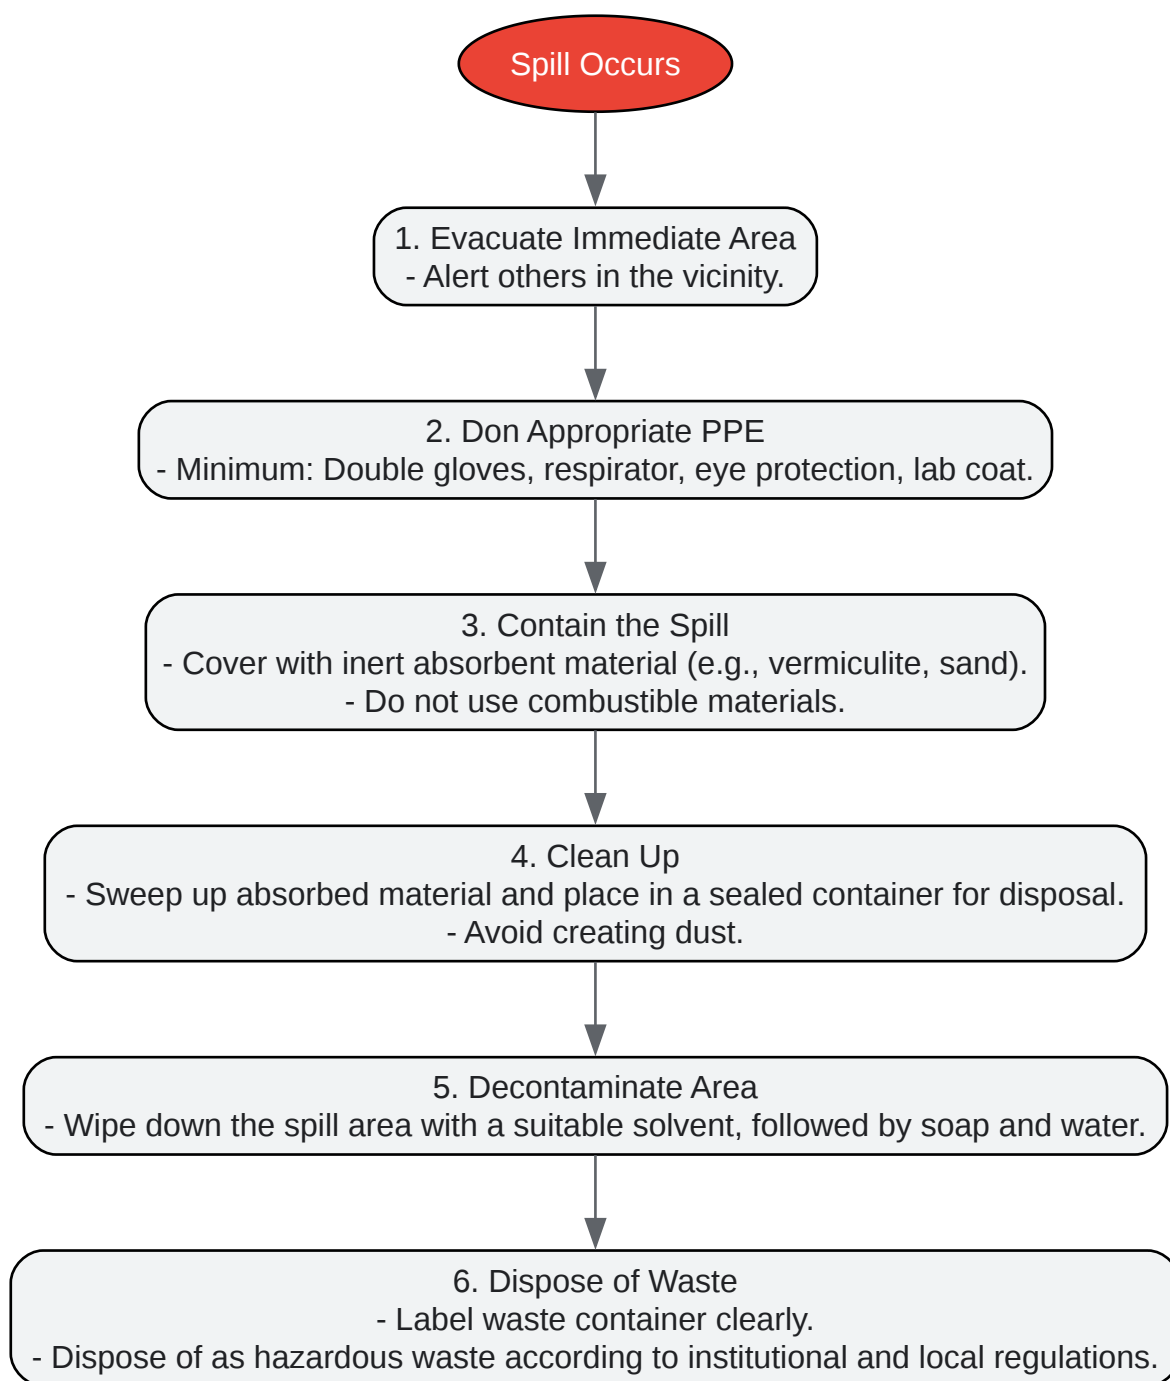 Spill Occurs
1. Evacuate Immediate Area
- Alert others in the vicinity.
2. Don Appropriate PPE
- Minimum: Double gloves, respirator, eye protection, lab coat.
3. Contain the Spill
- Cover with inert absorbent material (e.g., vermiculite, sand).
- Do not use combustible materials.
4. Clean Up
- Sweep up absorbed material and place in a sealed container for disposal.
- Avoid creating dust.
5. Decontaminate Area
- Wipe down the spill area with a suitable solvent, followed by soap and water.
6. Dispose of Waste
- Label waste container clearly.
- Dispose of as hazardous waste according to institutional and local regulations.